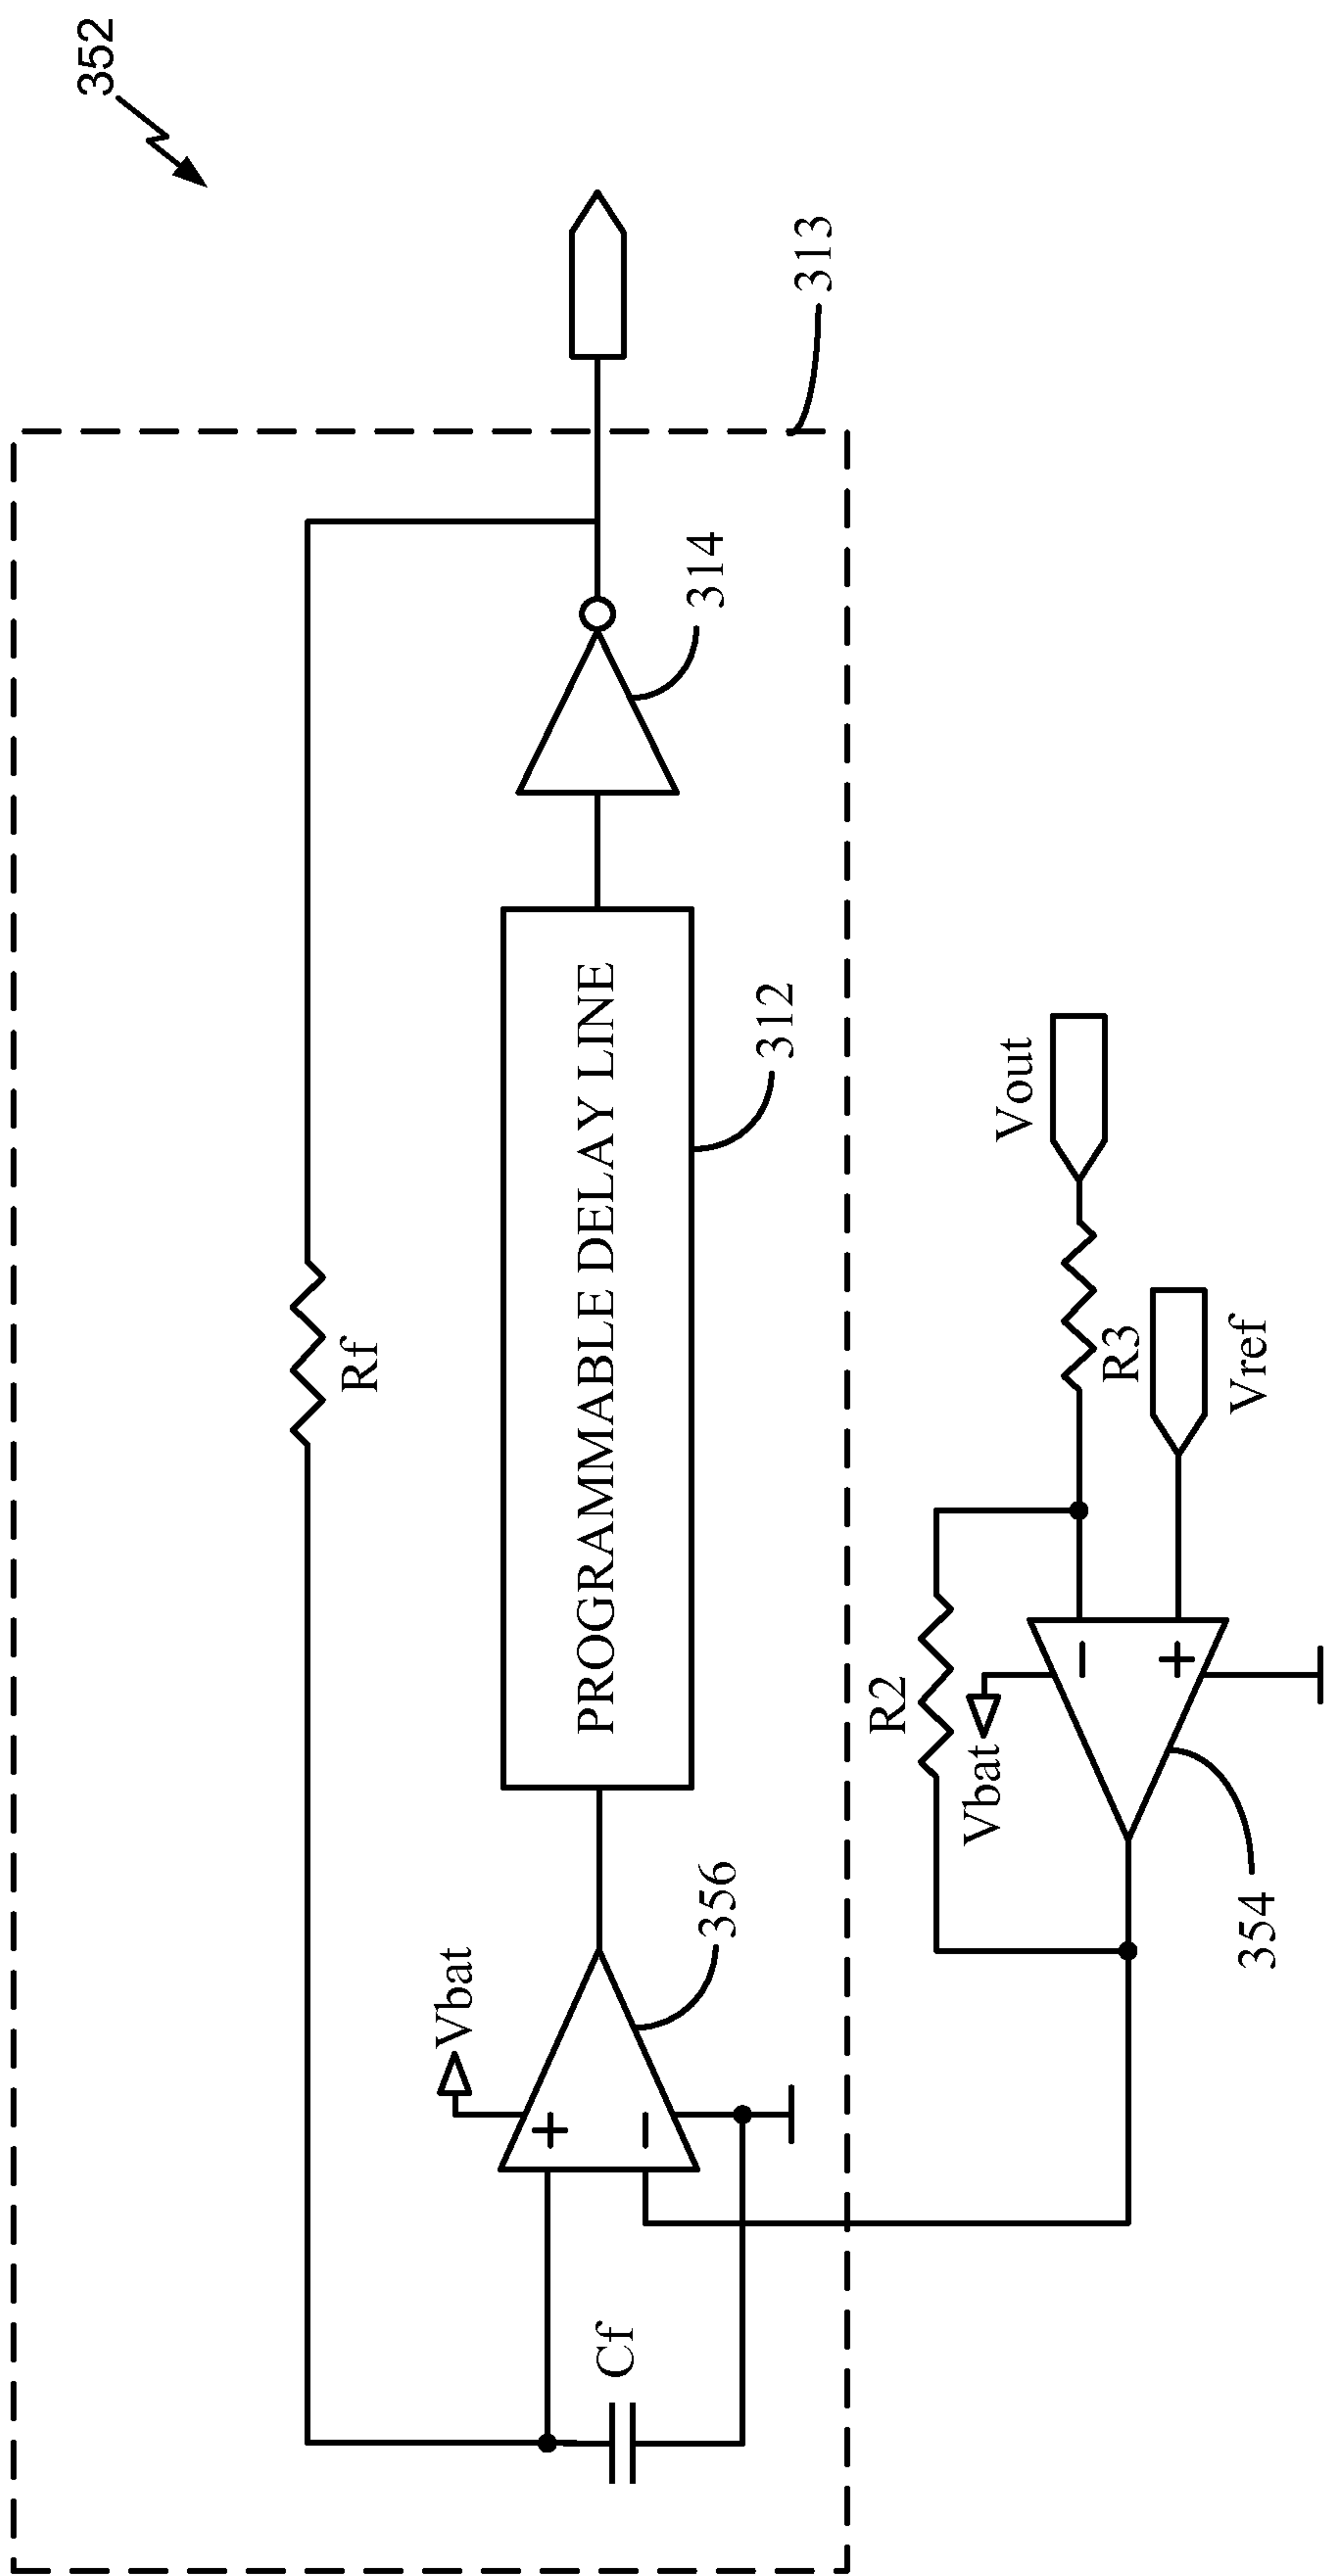 352
313
Rf
314
PROGRAMMABLE DELAY LINE
312
Vbat
+
−
356
Cf
Vout
R3
Vref
R2
Vbat
−
+
354